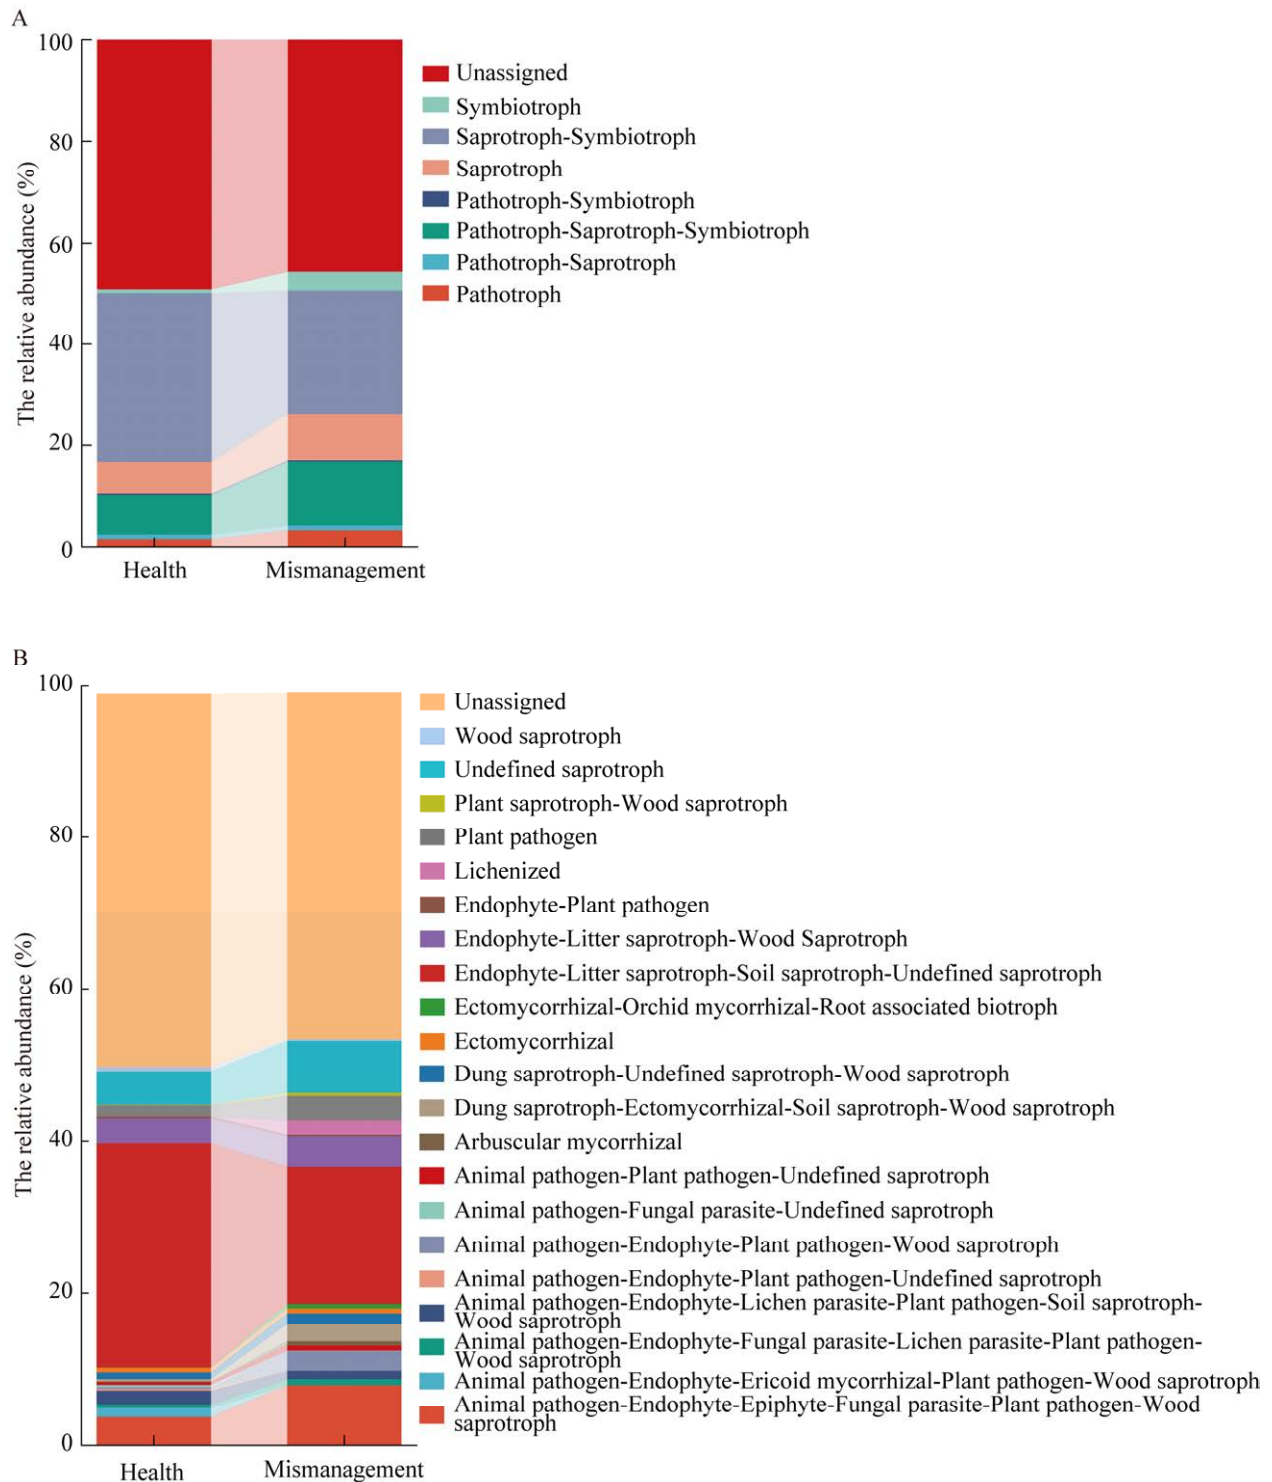 A
The relative abundance (%)
100
80
60
40
20
0
Health
Mismanagement
Unassigned
Symbiotroph
Saprotroph-Symbiotroph
Saprotroph
Pathotroph-Symbiotroph
Pathotroph-Saprotroph-Symbiotroph
Pathotroph-Saprotroph
Pathotroph
B
The relative abundance (%)
100
80
60
40
20
0
Health
Mismanagement
Unassigned
Wood saprotroph
Undefined saprotroph
Plant saprotroph-Wood saprotroph
Plant pathogen
Lichenized
Endophyte-Plant pathogen
Endophyte-Litter saprotroph-Wood Saprotroph
Endophyte-Litter saprotroph-Soil saprotroph-Undefined saprotroph
Ectomycorrhizal-Orchid mycorrhizal-Root associated biotroph
Ectomycorrhizal
Dung saprotroph-Undefined saprotroph-Wood saprotroph
Dung saprotroph-Ectomycorrhizal-Soil saprotroph-Wood saprotroph
Arbuscular mycorrhizal
Animal pathogen-Plant pathogen-Undefined saprotroph
Animal pathogen-Fungal parasite-Undefined saprotroph
Animal pathogen-Endophyte-Plant pathogen-Wood saprotroph
Animal pathogen-Endophyte-Plant pathogen-Undefined saprotroph
Animal pathogen-Endophyte-Lichen parasite-Plant pathogen-Soil saprotroph-
Wood saprotroph
Animal pathogen-Endophyte-Fungal parasite-Lichen parasite-Plant pathogen-
Wood saprotroph
Animal pathogen-Endophyte-Ericoid mycorrhizal-Plant pathogen-Wood saprotroph
Animal pathogen-Endophyte-Epiphyte-Fungal parasite-Plant pathogen-Wood
saprotroph